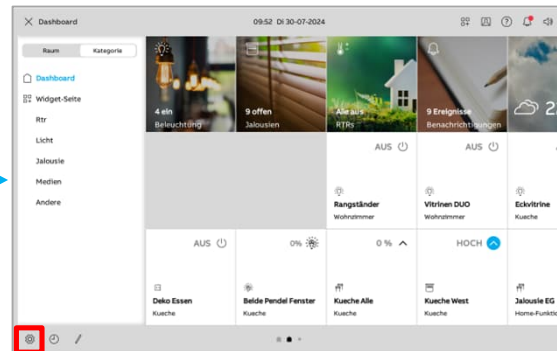 Dashboard
09:52 Di 30-07-2024
Raum Kategorie
Dashboard
Widget-Seite
Rtr
Licht
Jalousie
Medien
Andere
4 ein
Beleuchtung
9 offen
Jalousien
Alle aus
RTRs
9 Ereignisse
Benachrichtigungen
2
AUS
Rangständer
Wohnzimmer
AUS
Vitrinen DUO
Wohnzimmer
Eckvitrine
Kueche
AUS
Deko Essen
Kueche
0%
Beide Pendel Fenster
Kueche
0 %
Kueche Alle
Kueche
HOCH
Kueche West
Kueche
Jalousie EG
Home-Funktio